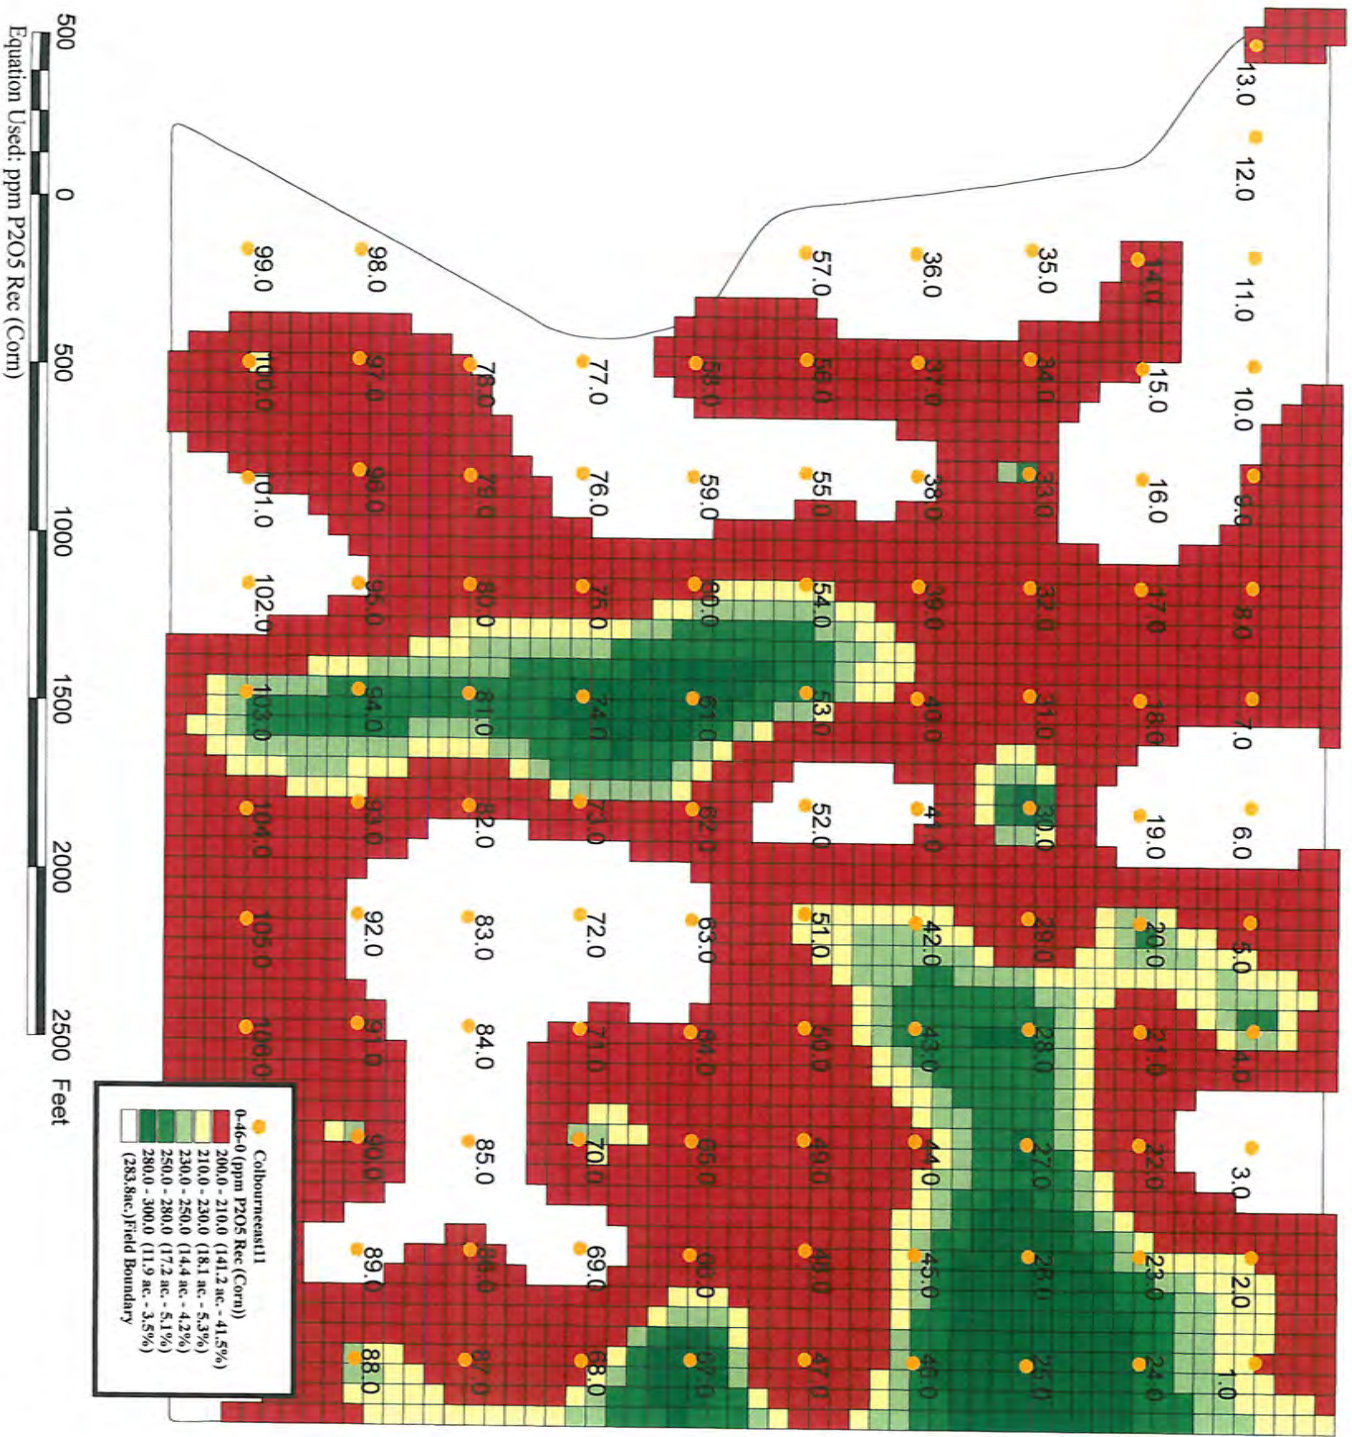 13.0 12.0 11.0 10.0 9.0 8.0 7.0 6.0 5.0 4.0 3.0 2.0 1.0
14.0 15.0 16.0 17.0 18.0 19.0 20.0 21.0 22.0 23.0 24.0
35.0 34.0 33.0 32.0 31.0 30.0 29.0 28.0 27.0 26.0 25.0
36.0 37.0 38.0 39.0 40.0 41.0 42.0 43.0 44.0 45.0 46.0
57.0 56.0 55.0 54.0 53.0 52.0 51.0 50.0 49.0 48.0 47.0
58.0 59.0 60.0 61.0 62.0 63.0 64.0 65.0 66.0 67.0
77.0 76.0 75.0 74.0 73.0 72.0 71.0 70.0 69.0 68.0
78.0 79.0 80.0 81.0 82.0 83.0 84.0 85.0 86.0 87.0
98.0 97.0 96.0 95.0 94.0 93.0 92.0 91.0 90.0 89.0 88.0
99.0 100.0 101.0 102.0 103.0 104.0 105.0 106.0
Colbourneeast11
0-46-0 (ppm P2O5 Rec (Corn))
200.0 - 210.0 (141.2 ac. - 41.5%)
210.0 - 230.0 (18.1 ac. - 5.3%)
230.0 - 250.0 (14.4 ac. - 4.2%)
250.0 - 280.0 (17.2 ac. - 5.1%)
280.0 - 300.0 (11.9 ac. - 3.5%)
(283.8ac.)Field Boundary
500 0 500 1000 1500 2000 2500 Feet
Equation Used: ppm P2O5 Rec (Corn)